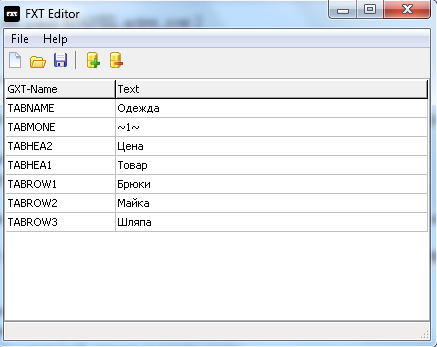 FXT FXT Editor
File Help
GXT-Name Text
TABNAME Одежда
TABMONE ~1~
TABHEA2 Цена
TABHEA1 Товар
TABROW1 Брюки
TABROW2 Майка
TABROW3 Шляпа